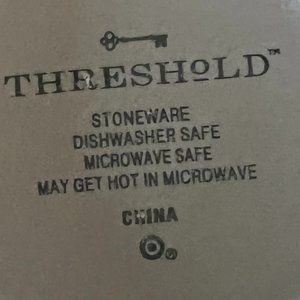 THRESHOLD™
STONEWARE
DISHWASHER SAFE
MICROWAVE SAFE
MAY GET HOT IN MICROWAVE
CHINA
®